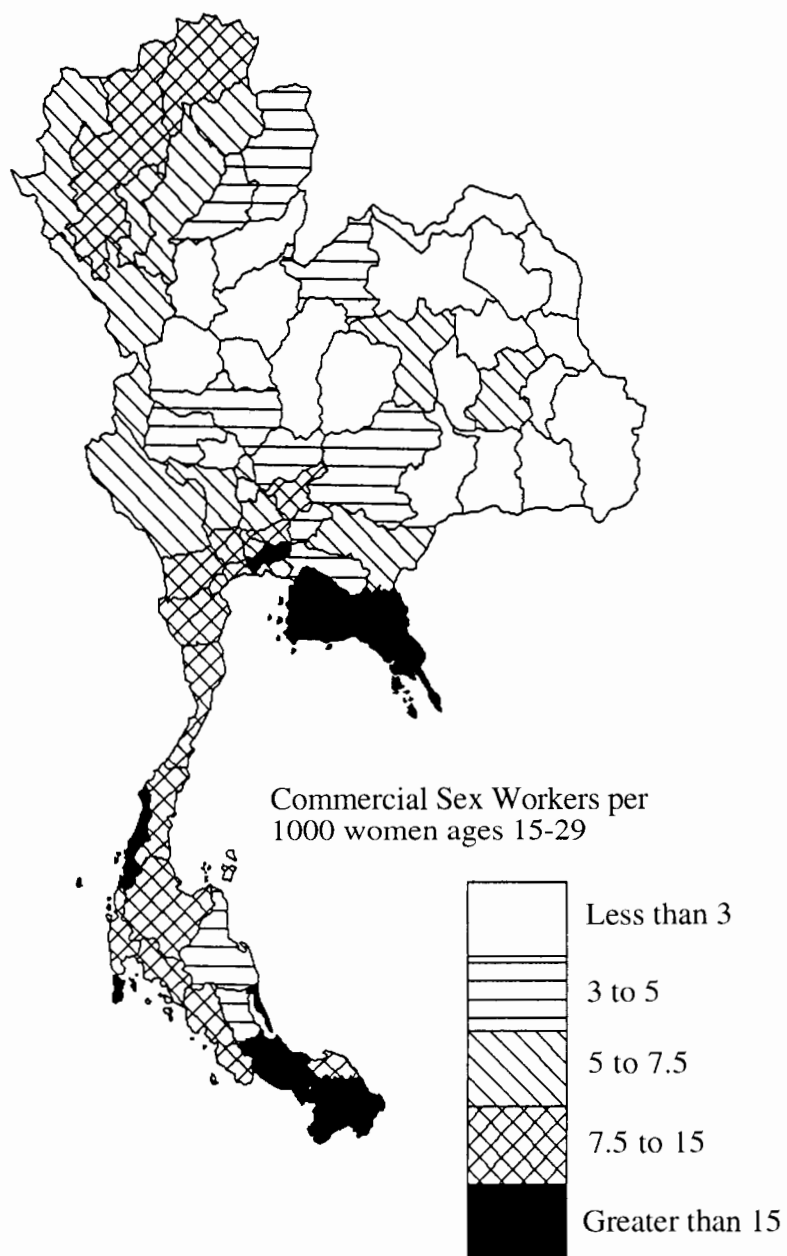 Commercial Sex Workers per
1000 women ages 15-29
Less than 3
3 to 5
5 to 7.5
7.5 to 15
Greater than 15